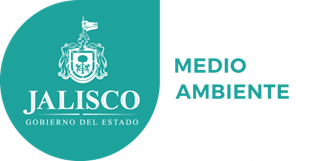 JALISCO
GOBIERNO DEL ESTADO
MEDIO
AMBIENTE